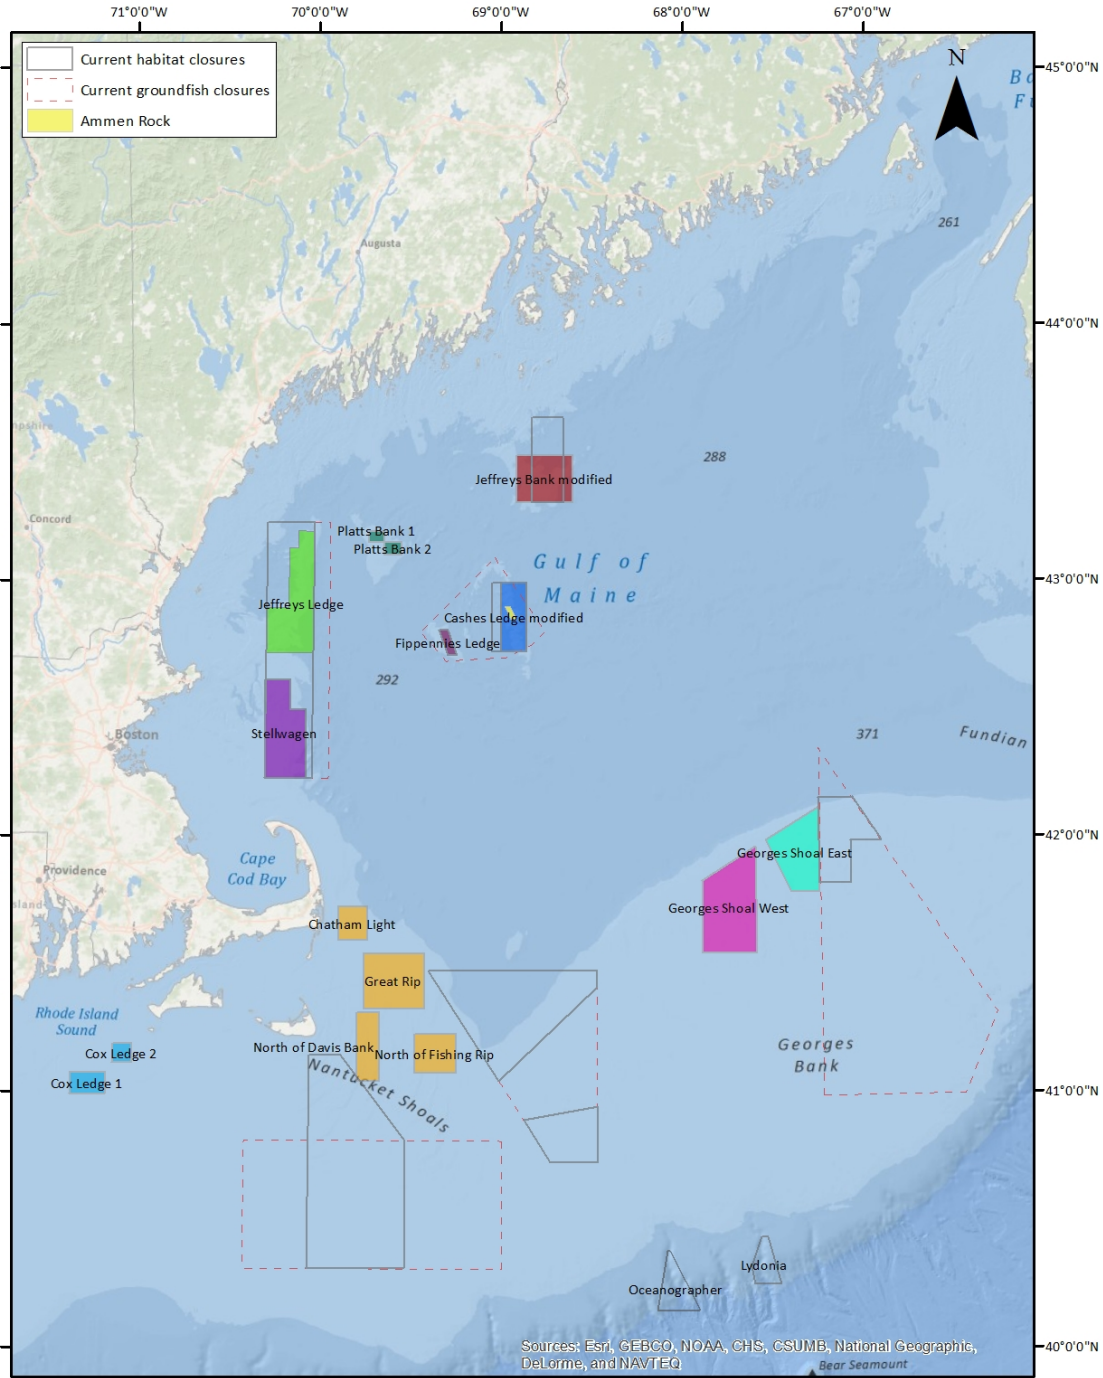 71°0'0"W
70°0'0"W
69°0'0"W
68°0'0"W
67°0'0"W
Current habitat closures
Current groundfish closures
Ammen Rock
N
45°0'0"N
261
Augusta
44°0'0"N
288
Jeffreys Bank modified
Concord
Platts Bank 1
Platts Bank 2
Gulf of
Maine
43°0'0"N
Jeffreys Ledge
Cashes Ledge modified
Fippennies Ledge
292
Stellwagen
Boston
371
Fundian
42°0'0"N
Cape
Cod Bay
Georges Shoal East
Providence
Georges Shoal West
Chatham Light
Great Rip
Rhode Island
Sound
North of Davis Bank
North of Fishing Rip
Georges
Bank
Cox Ledge 2
Cox Ledge 1
Nantucket Shoals
41°0'0"N
Lydonia
Oceanographer
Sources: Esri, GEBCO, NOAA, CHS, CSUMB, National Geographic,
DeLorme, and NAVTEQ
40°0'0"N
Bear Seamount